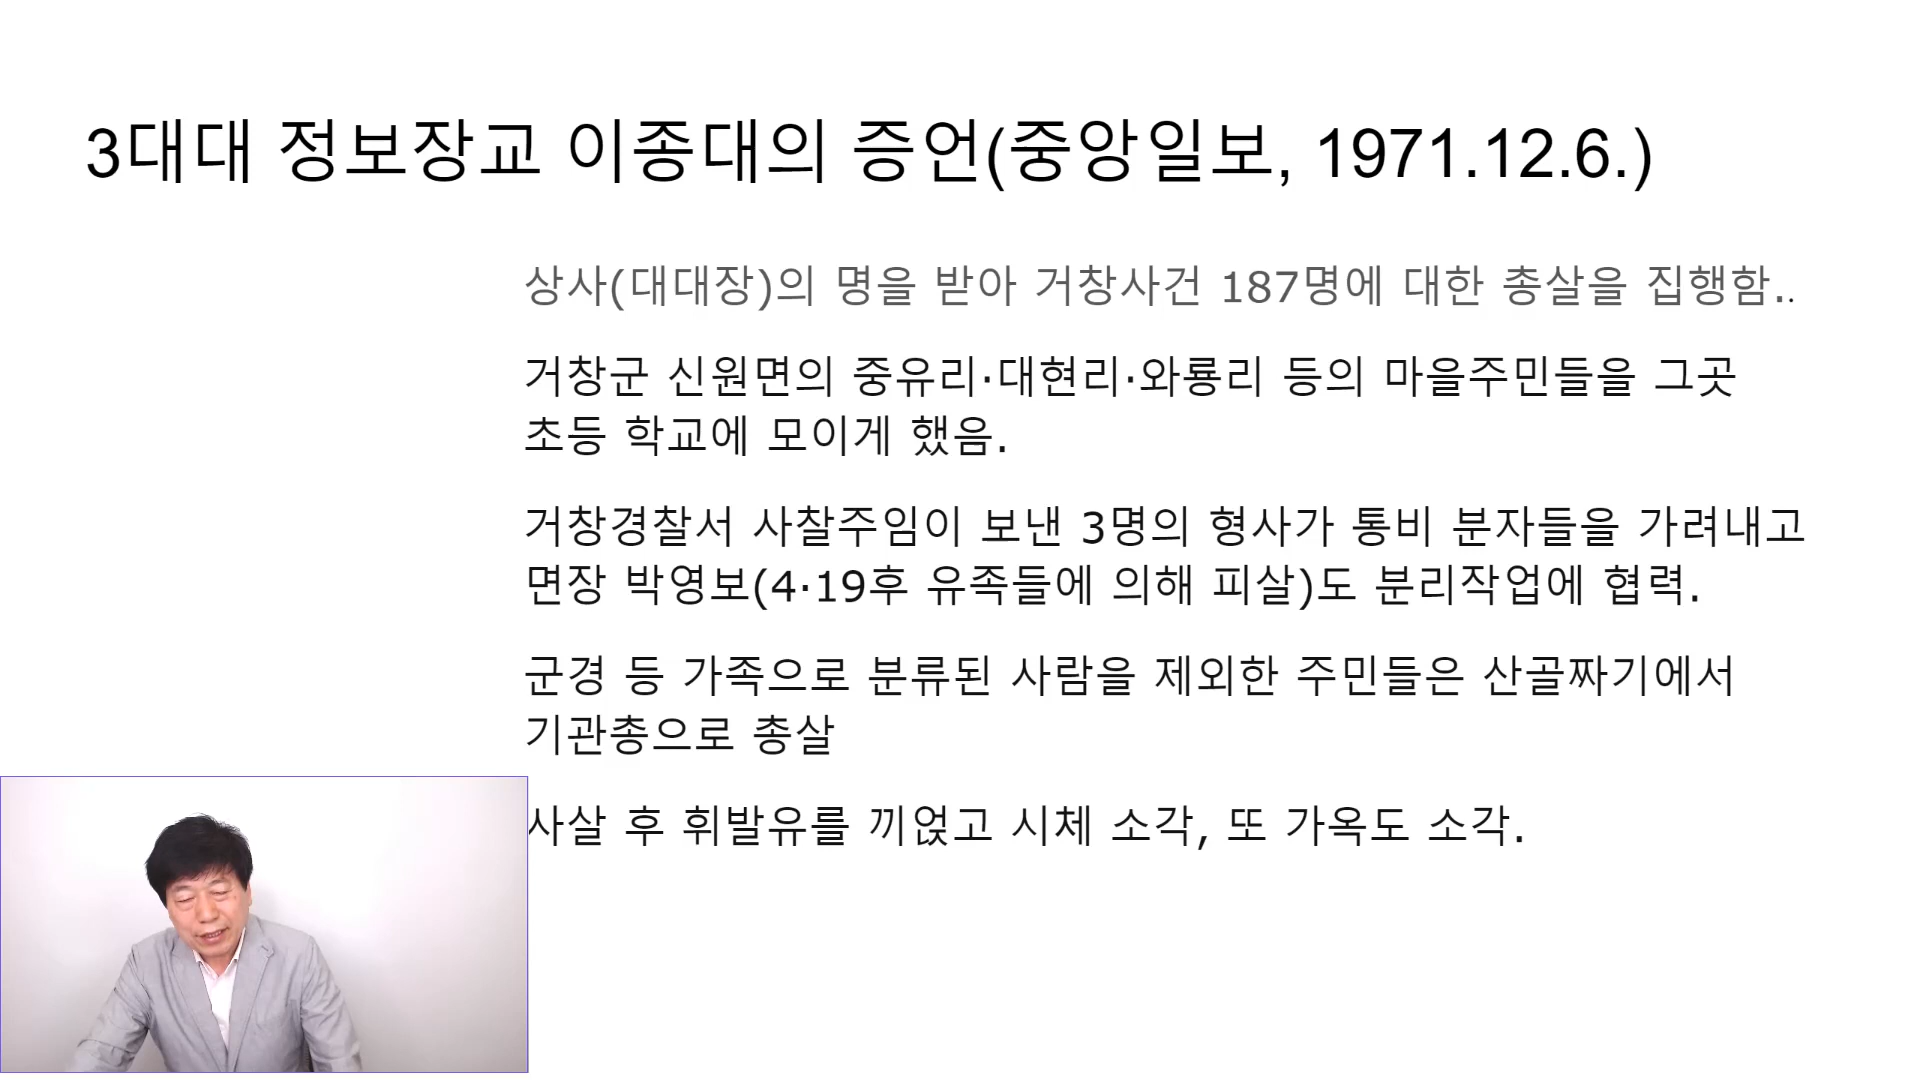 3대대 정보장교 이종대의 증언(중앙일보, 1971.12.6.)
상사(대대장)의 명을 받아 거창사건 187명에 대한 총살을 집행함..
거창군 신원면의 중유리·대현리·와룡리 등의 마을주민들을 그곳
초등 학교에 모이게 했음.
거창경찰서 사찰주임이 보낸 3명의 형사가 통비 분자들을 가려내고
면장 박영보(4·19후 유족들에 의해 피살)도 분리작업에 협력.
군경 등 가족으로 분류된 사람을 제외한 주민들은 산골짜기에서
기관총으로 총살
사살 후 휘발유를 끼얹고 시체 소각, 또 가옥도 소각.